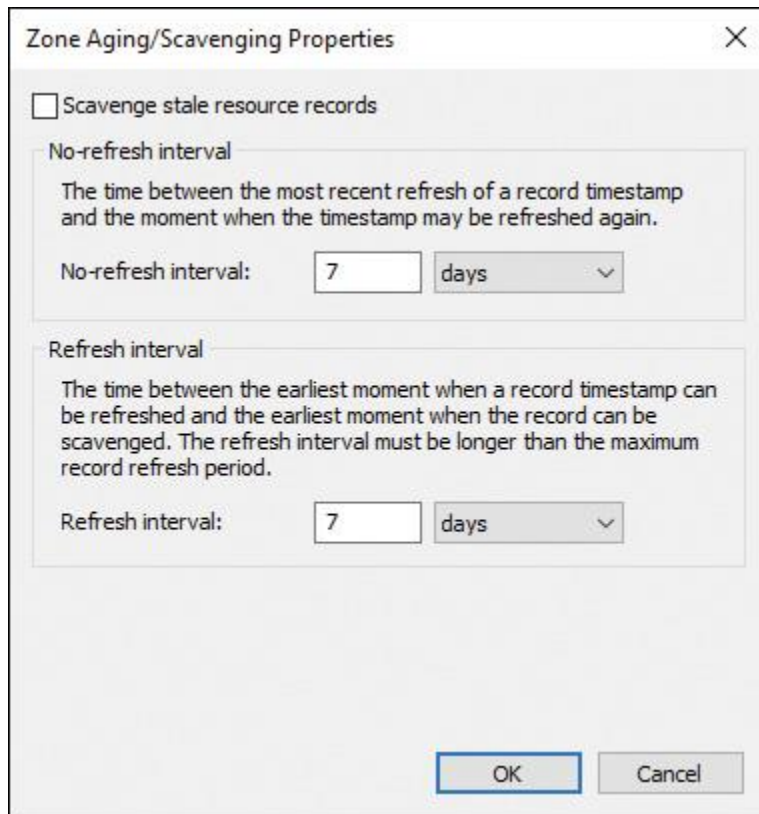 Zone Aging/Scavenging Properties
Scavenge stale resource records
No-refresh interval
The time between the most recent refresh of a record timestamp
and the moment when the timestamp may be refreshed again.
No-refresh interval: 7 days
Refresh interval
The time between the earliest moment when a record timestamp can
be refreshed and the earliest moment when the record can be
scavenged. The refresh interval must be longer than the maximum
record refresh period.
Refresh interval: 7 days
OK Cancel